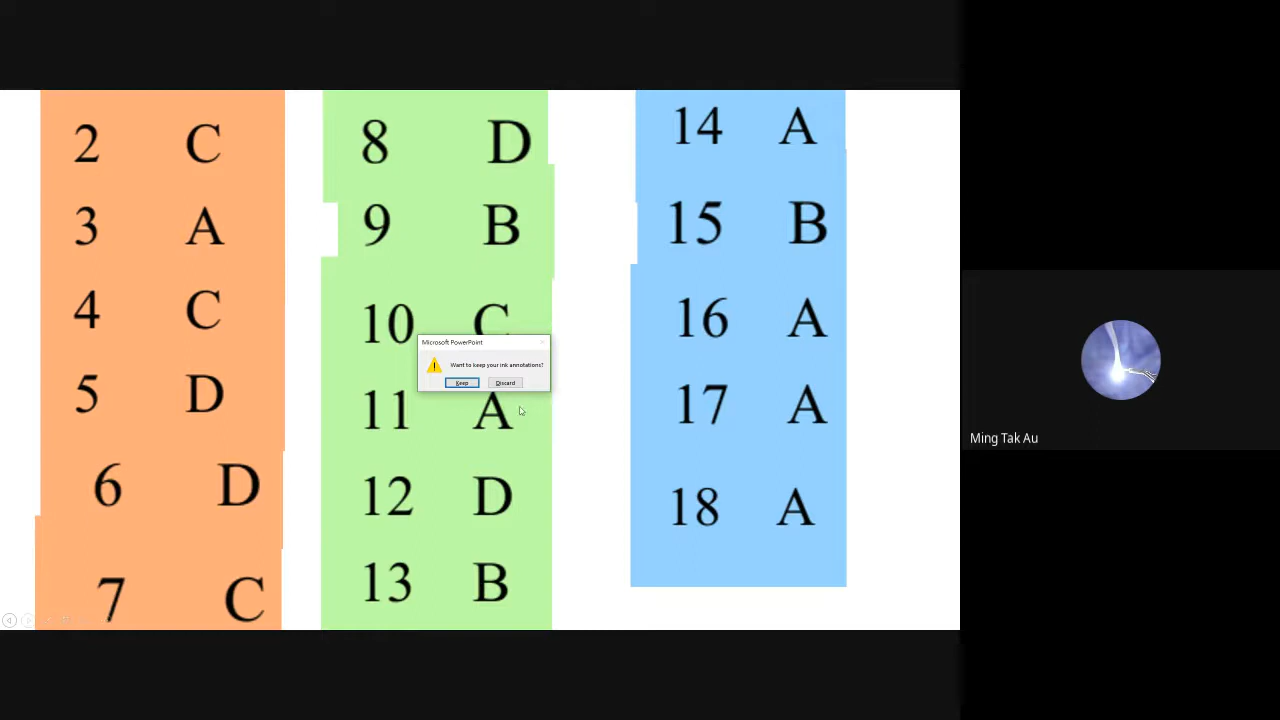 2 C
3 A
4 C
5 D
6 D
7 C
8 D
9 B
10 C
Microsoft PowerPoint
Want to keep your ink annotations?
Keep Discard
11 A
12 D
13 B
14 A
15 B
16 A
17 A
18 A
Ming Tak Au